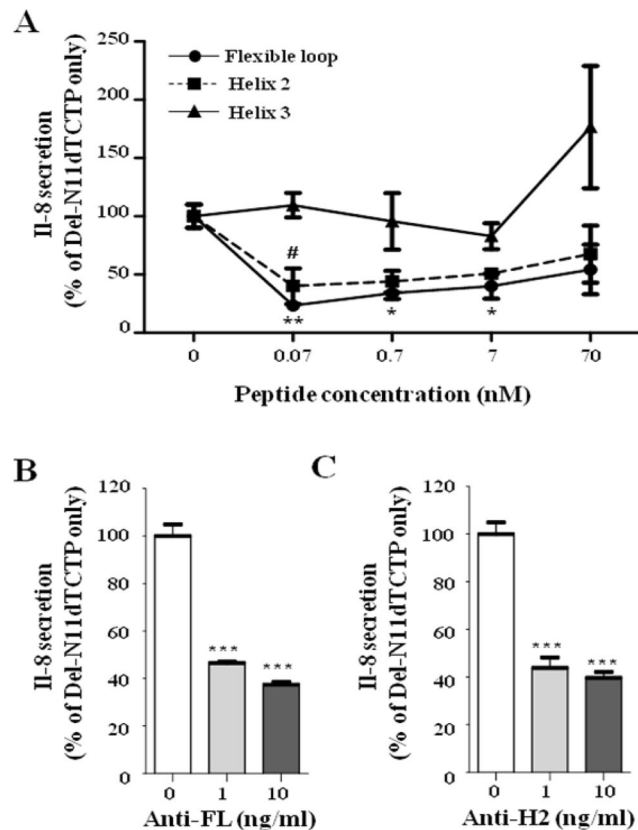 A
Il-8 secretion
(% of Del-N11dTCTP only)
250
200
150
100
50
0
Flexible loop
Helix 2
Helix 3
#
**
*
*
0
0.07
0.7
7
70
Peptide concentration (nM)
B
Il-8 secretion
(% of Del-N11dTCTP only)
120
100
80
60
40
20
0
***
***
0
1
10
Anti-FL (ng/ml)
C
Il-8 secretion
(% of Del-N11dTCTP only)
120
100
80
60
40
20
0
***
***
0
1
10
Anti-H2 (ng/ml)